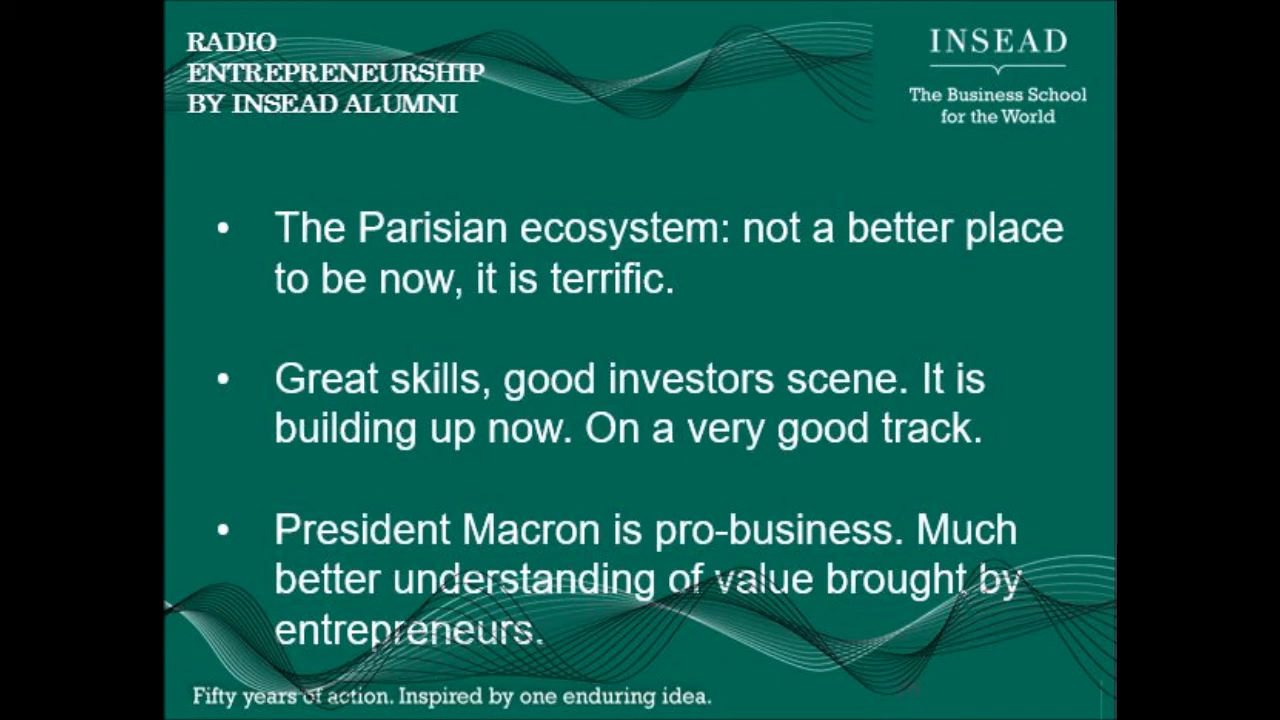 RADIO
ENTREPRENEURSHIP
BY INSEAD ALUMNI
INSEAD
The Business School
for the World
• The Parisian ecosystem: not a better place
to be now, it is terrific.
• Great skills, good investors scene. It is
building up now. On a very good track.
• President Macron is pro-business. Much
better understanding of value brought by
entrepreneurs.
Fifty years of action. Inspired by one enduring idea.